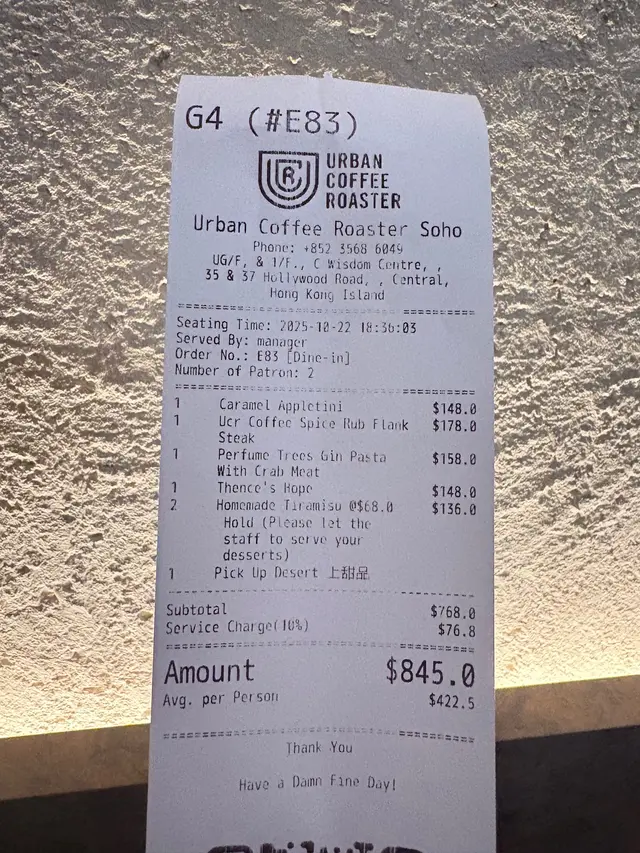 G4 (#E83)
URBAN
COFFEE
ROASTER
Urban Coffee Roaster Soho
Phone: +852 3568 6049
UG/F, & 1/F., C Wisdom Centre, ,
35 & 37 Hollywood Road, , Central,
Hong Kong Island
Seating Time: 2025-10-22 18:36:03
Served By: manager
Order No.: E83 [Dine-in]
Number of Patron: 2
1 Caramel Appletini $148.0
1 Ucr Coffee Spice Rub Flank $178.0
Steak
1 Perfume Trees Gin Pasta $158.0
With Crab Meat
1 Thence's Hope $148.0
2 Homemade Tiramisu @$68.0 $136.0
Hold (Please let the
staff to serve your
desserts)
1 Pick Up Desert 上甜品
Subtotal $768.0
Service Charge(10%) $76.8
Amount $845.0
Avg. per Person $422.5
Thank You
Have a Damn Fine Day!